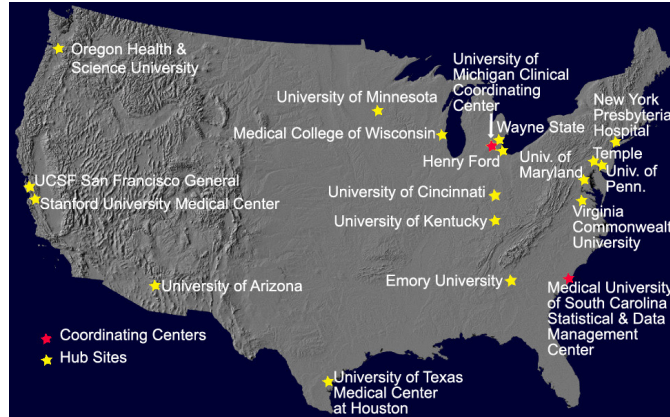 Oregon Health &
Science University
University of
Michigan Clinical
Coordinating
Center
University of Minnesota
New York
Presbyteria
Hospital
Medical College of Wisconsin
Wayne State
Henry Ford
Univ. of
Maryland
Temple
Univ. of
Penn.
UCSF San Francisco General
Stanford University Medical Center
University of Cincinnati
University of Kentucky
Virginia
Commonwealt
University
University of Arizona
Emory University
Medical University
of South Carolina
Statistical & Data
Management
Center
Coordinating Centers
Hub Sites
University of Texas
Medical Center
at Houston